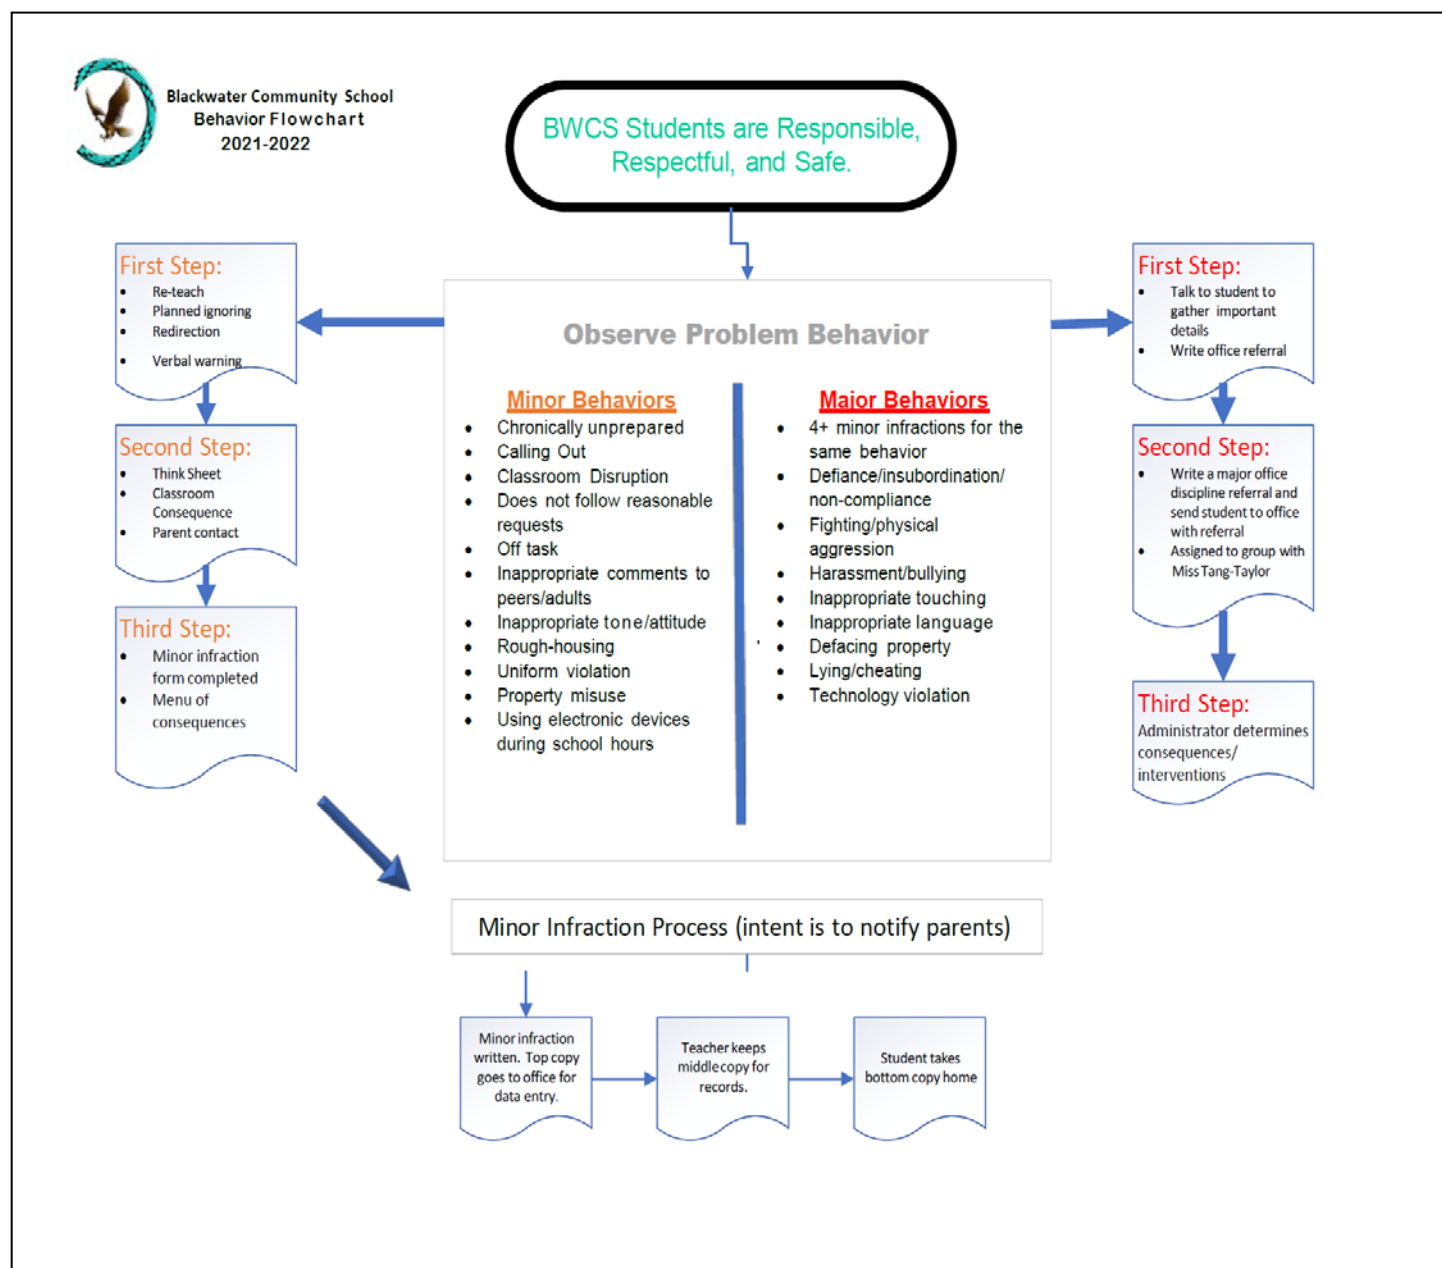 Blackwater Community School
Behavior Flowchart
2021-2022
BWCS Students are Responsible,
Respectful, and Safe.
First Step:
• Re-teach
• Planned ignoring
• Redirection
• Verbal warning
Second Step:
• Think Sheet
• Classroom
Consequence
• Parent contact
Third Step:
• Minor infraction
form completed
• Menu of
consequences
Observe Problem Behavior
Minor Behaviors
• Chronically unprepared
• Calling Out
• Classroom Disruption
• Does not follow reasonable
requests
• Off task
• Inappropriate comments to
peers/adults
• Inappropriate tone/attitude
• Rough-housing
• Uniform violation
• Property misuse
• Using electronic devices
during school hours
Major Behaviors
• 4+ minor infractions for the
same behavior
• Defiance/insubordination/
non-compliance
• Fighting/physical
aggression
• Harassment/bullying
• Inappropriate touching
• Inappropriate language
• Defacing property
• Lying/cheating
• Technology violation
First Step:
• Talk to student to
gather important
details
• Write office referral
Second Step:
• Write a major office
discipline referral and
send student to office
with referral
• Assigned to group with
Miss Tang-Taylor
Third Step:
Administrator determines
consequences/
interventions
Minor Infraction Process (intent is to notify parents)
Minor infraction
written. Top copy
goes to office for
data entry.
Teacher keeps
middle copy for
records.
Student takes
bottom copy home